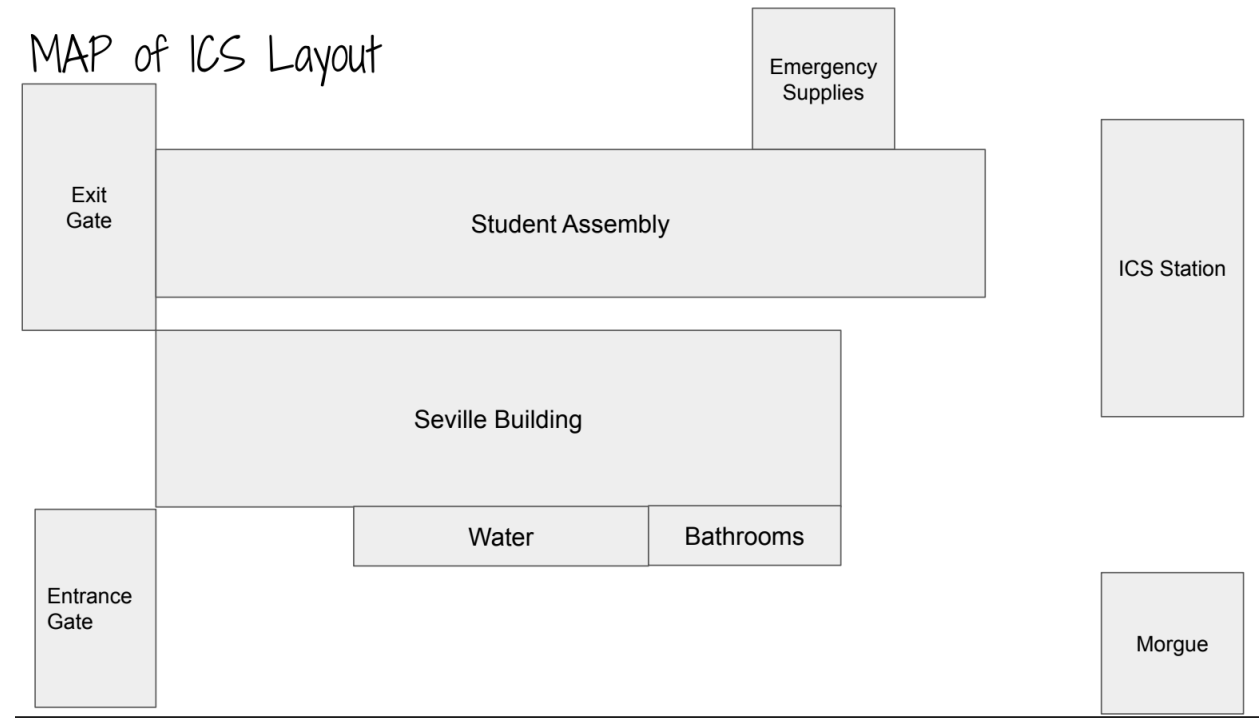 MAP of ICS Layout
Emergency
Supplies
Exit
Gate
Student Assembly
ICS Station
Seville Building
Water
Bathrooms
Entrance
Gate
Morgue